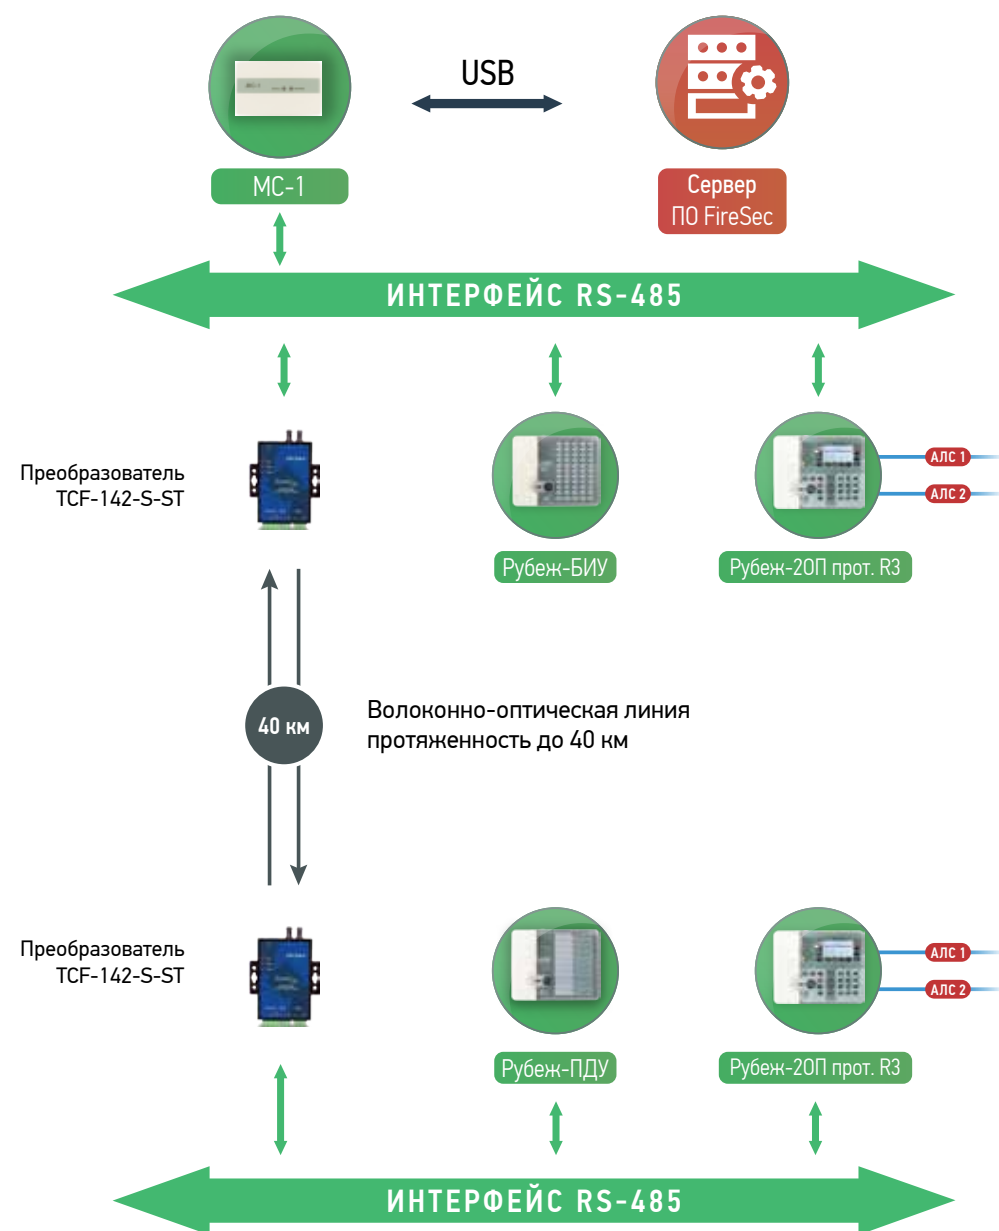 USB
МС-1
МС-1
Сервер
ПО FireSec
ИНТЕРФЕЙС RS-485
Преобразователь
TCF-142-S-ST
АЛС 1
АЛС 2
Рубеж-БИУ
Рубеж-2ОП прот. R3
40 км
Волоконно-оптическая линия
протяженность до 40 км
Преобразователь
TCF-142-S-ST
АЛС 1
АЛС 2
Рубеж-ПДУ
Рубеж-2ОП прот. R3
ИНТЕРФЕЙС RS-485